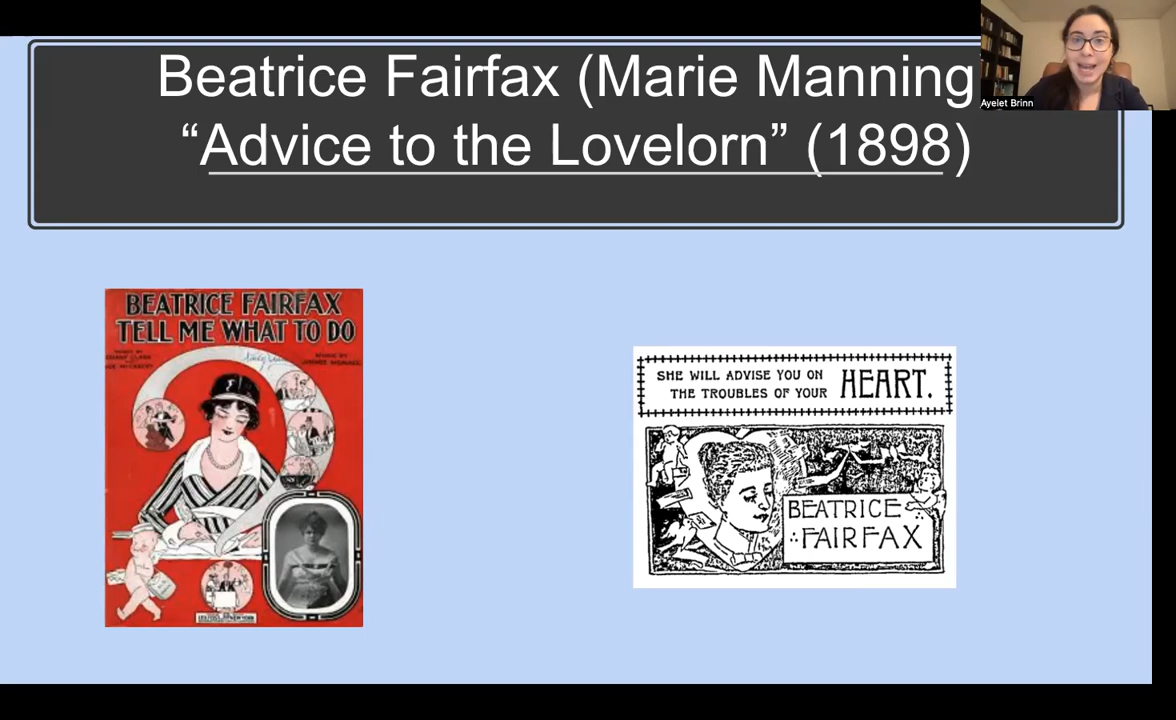 Beatrice Fairfax (Marie Manning
“Advice to the Lovelorn” (1898)
Ayelet Brinn
BEATRICE FAIRFAX
TELL ME WHAT TO DO
SHE WILL ADVISE YOU ON
THE TROUBLES OF YOUR
HEART.
BEATRICE
FAIRFAX